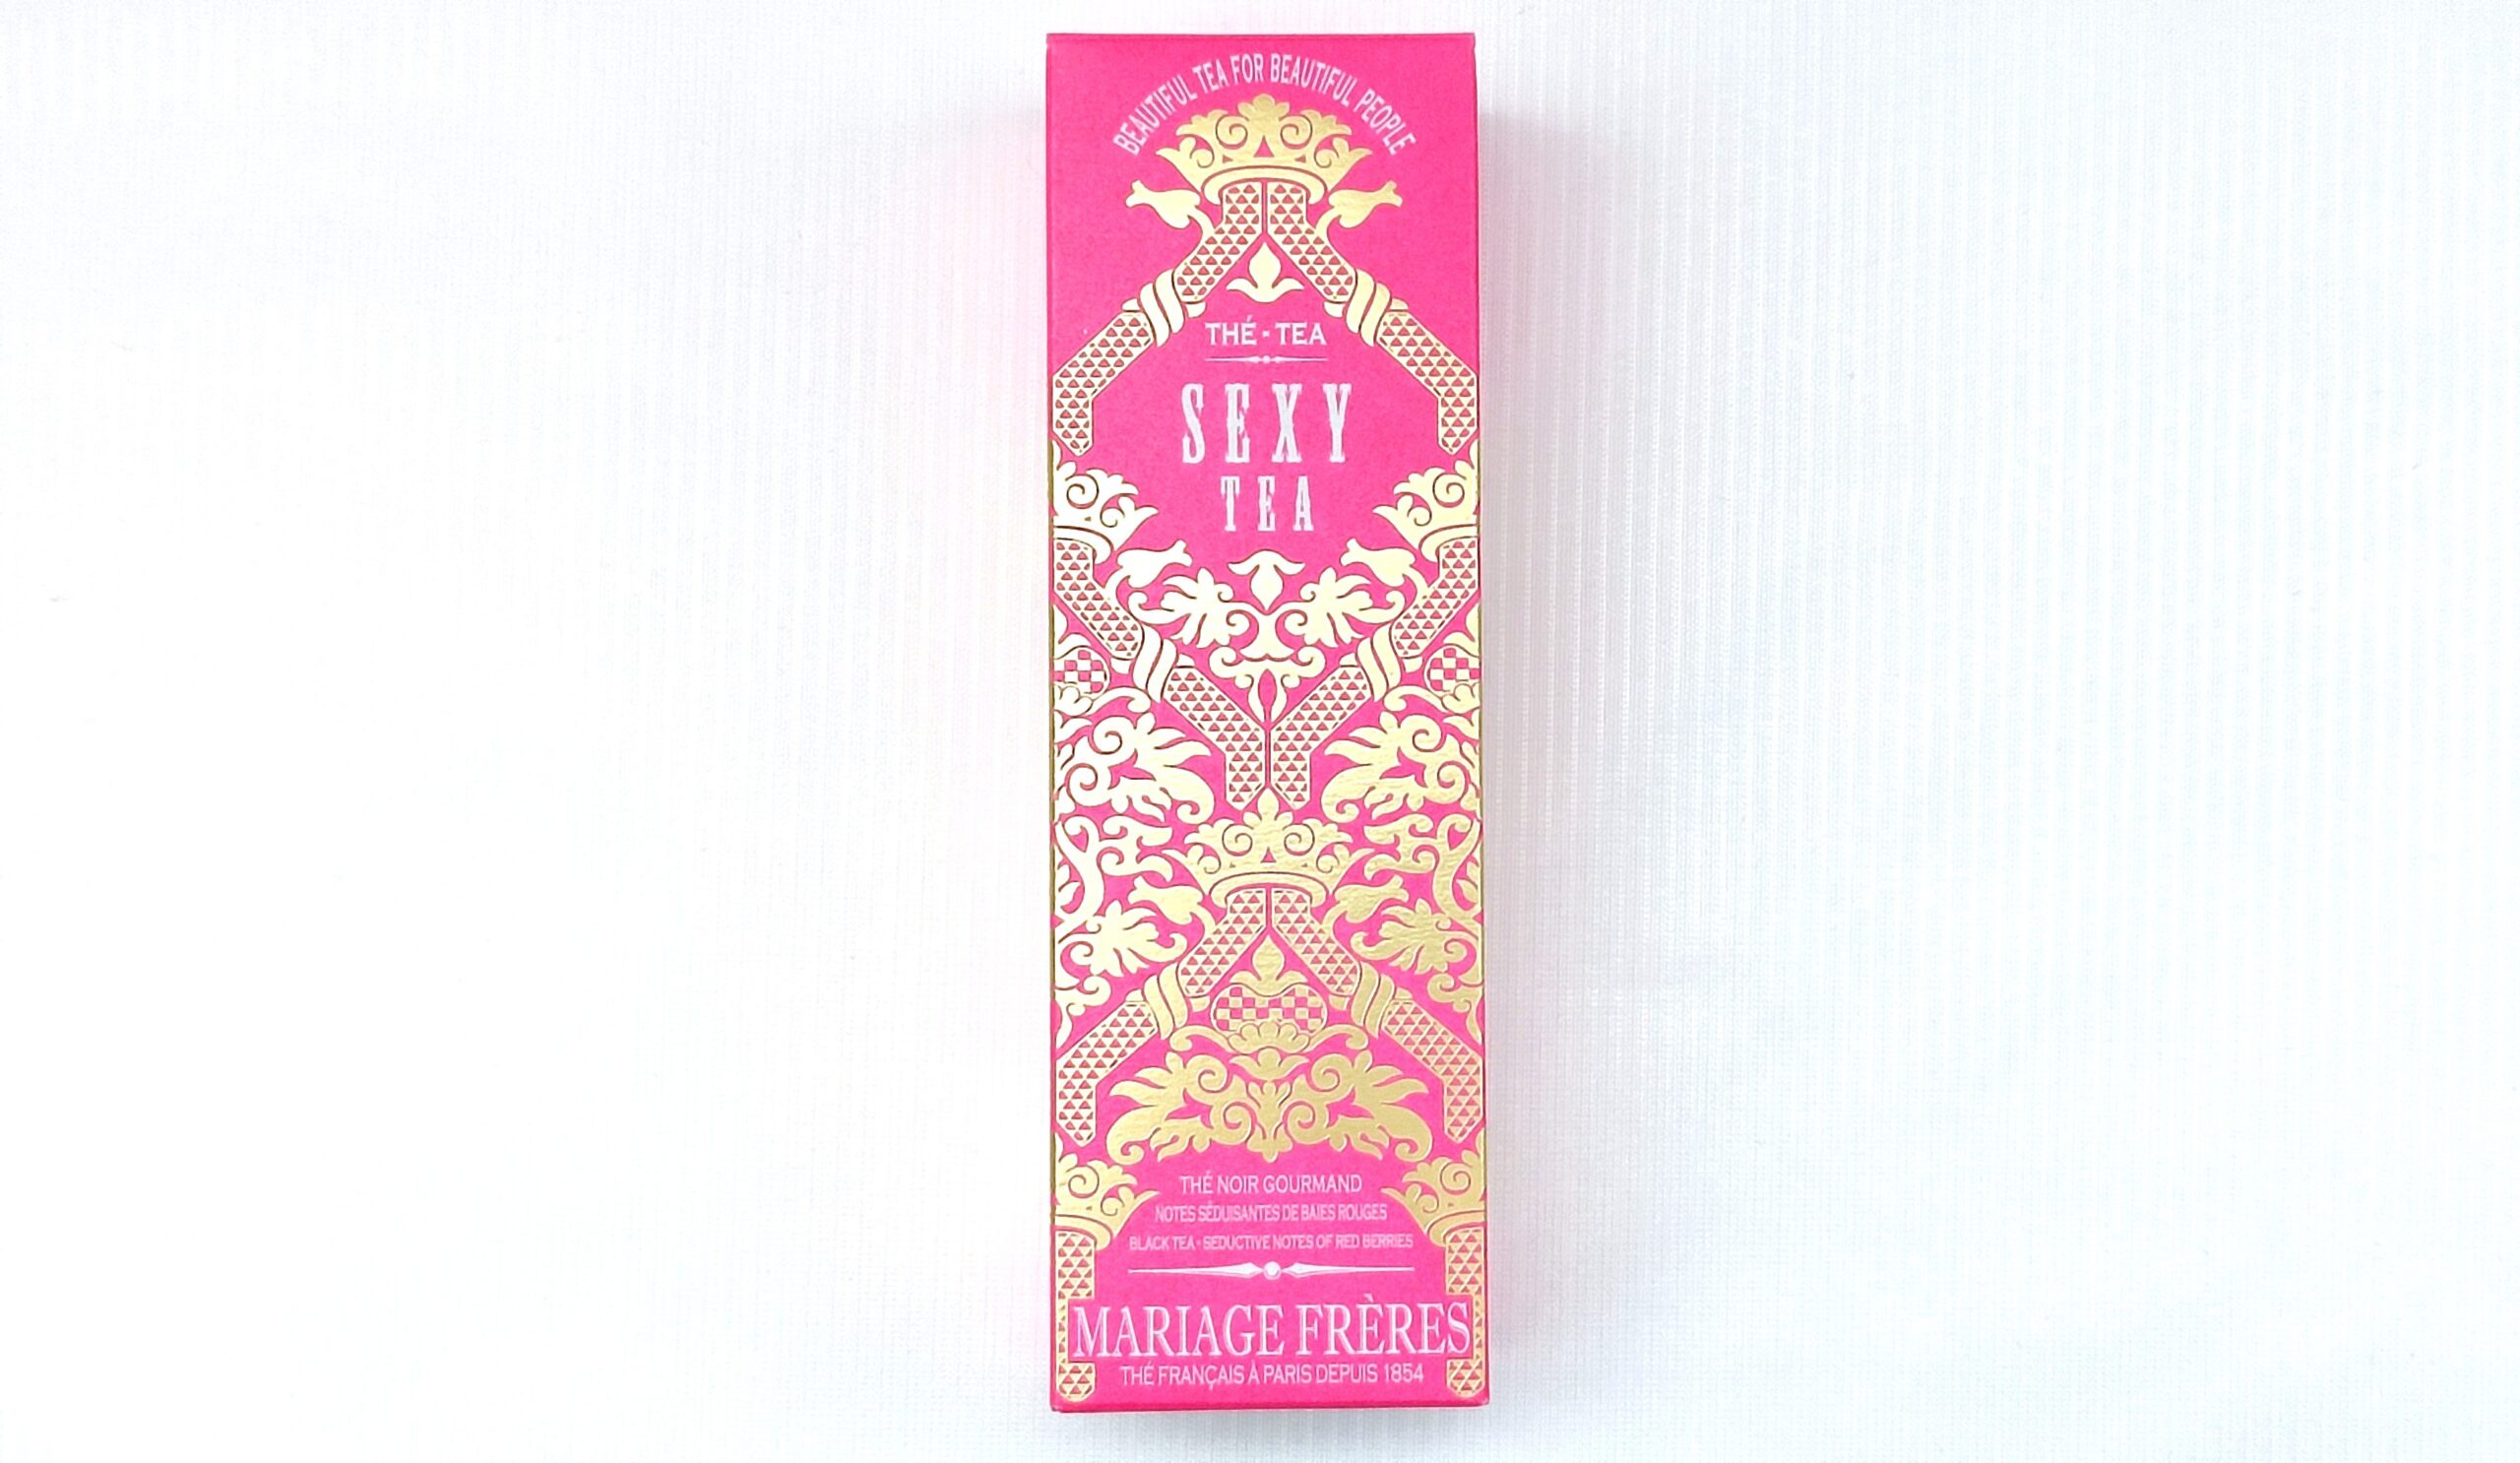 BEAUTIFUL TEA FOR BEAUTIFUL PEOPLE
THÉ · TEA
SEXY
TEA
THÉ NOIR GOURMAND
NOTES SÉDUISANTES DE BAIES ROUGES
BLACK TEA · SEDUCTIVE NOTES OF RED BERRIES
MARIAGE FRÈRES
THÉ FRANÇAIS À PARIS DEPUIS 1854